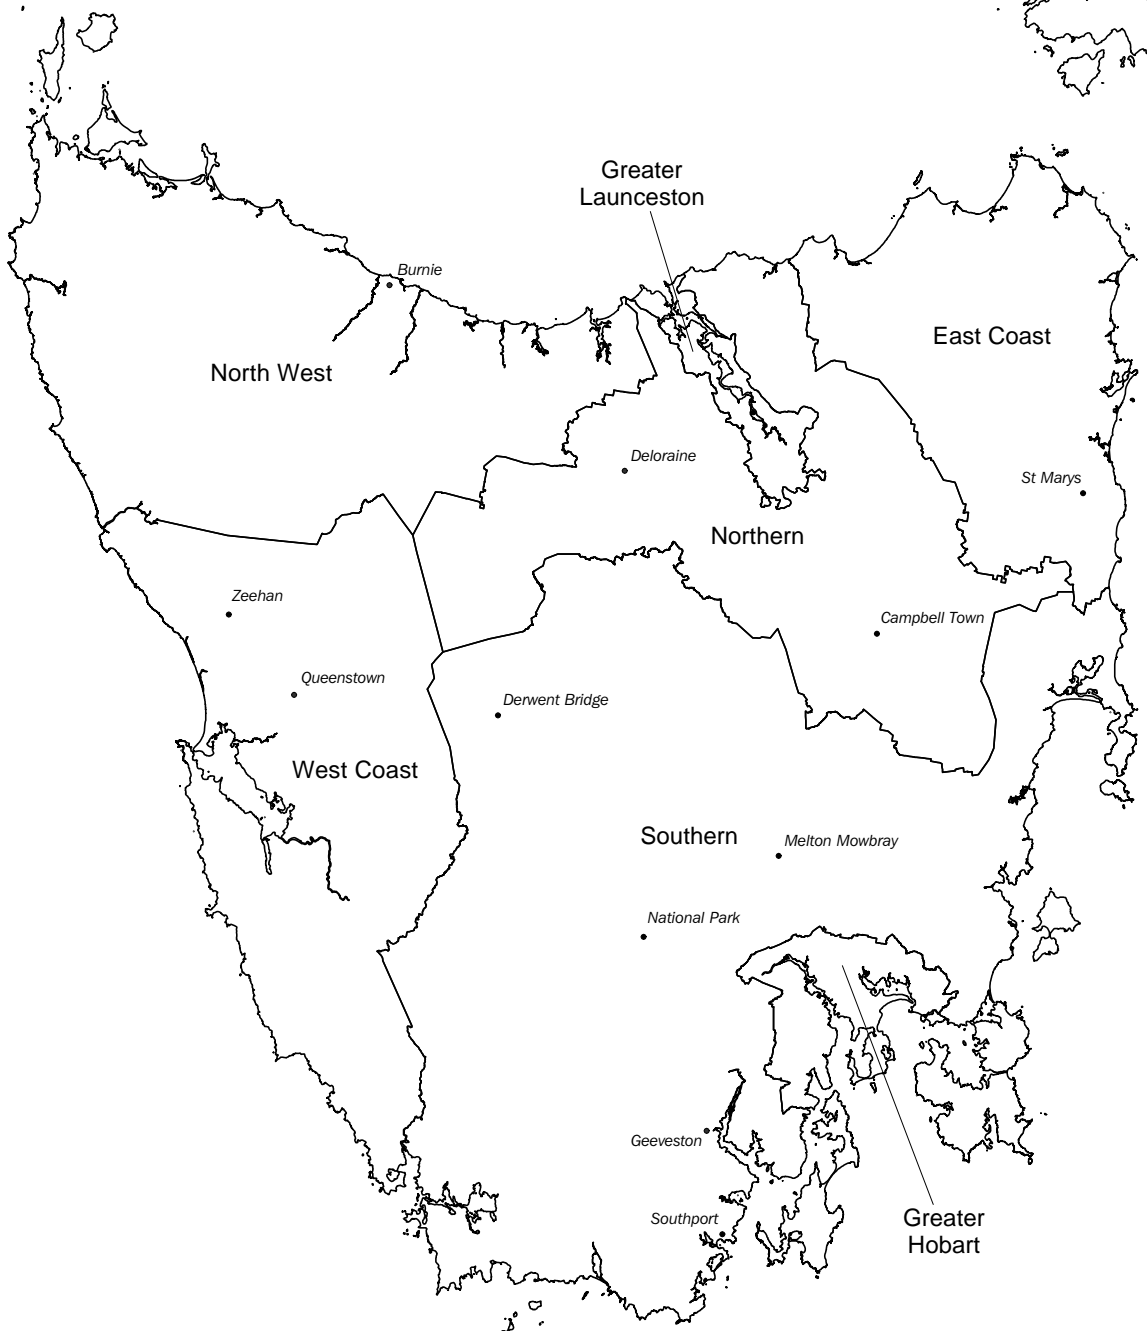 Greater
Launceston
Burnie
East Coast
North West
Deloraine
St Marys
Northern
Zeehan
Campbell Town
Queenstown
Derwent Bridge
West Coast
Southern
Melton Mowbray
National Park
Geeveston
Southport
Greater
Hobart